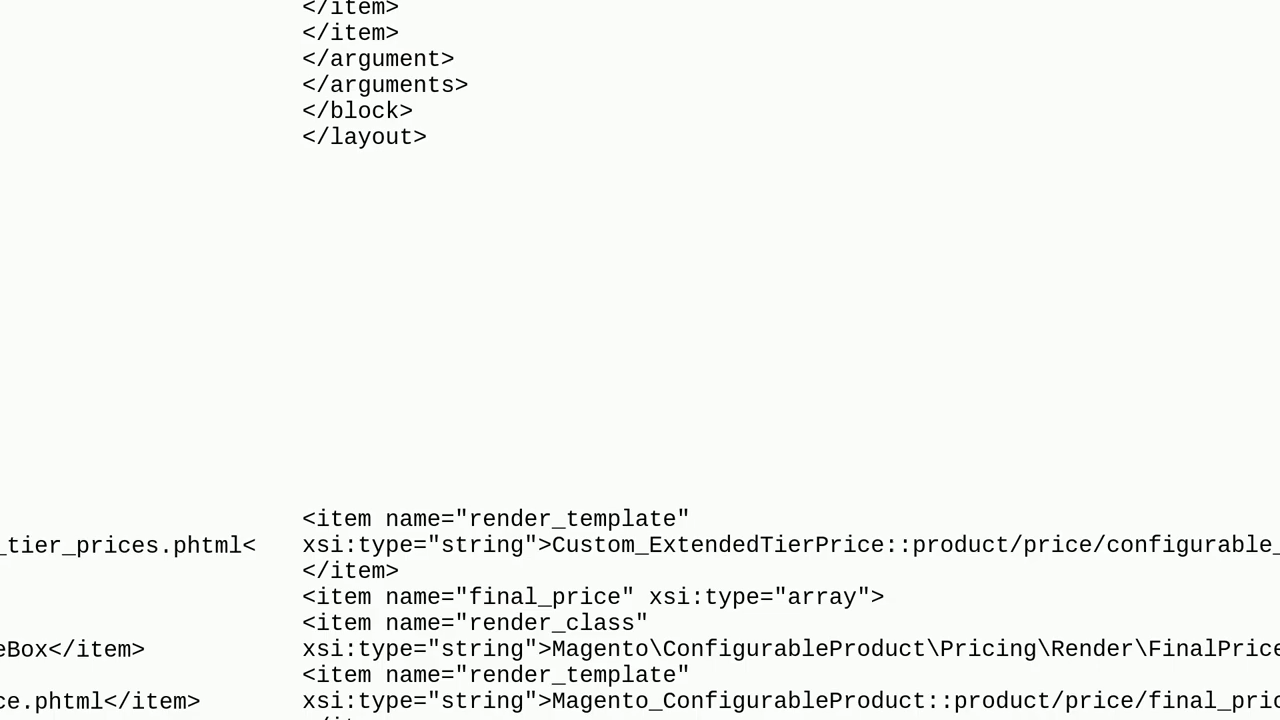 </item>
</item>
</argument>
</arguments>
</block>
</layout>
<item name="render_template"
_tier_prices.phtml< xsi:type="string">Custom_ExtendedTierPrice::product/price/configurable_
</item>
<item name="final_price" xsi:type="array">
<item name="render_class"
eBox</item> xsi:type="string">Magento\ConfigurableProduct\Pricing\Render\FinalPrice
<item name="render_template"
ce.phtml</item> xsi:type="string">Magento_ConfigurableProduct::product/price/final_pric